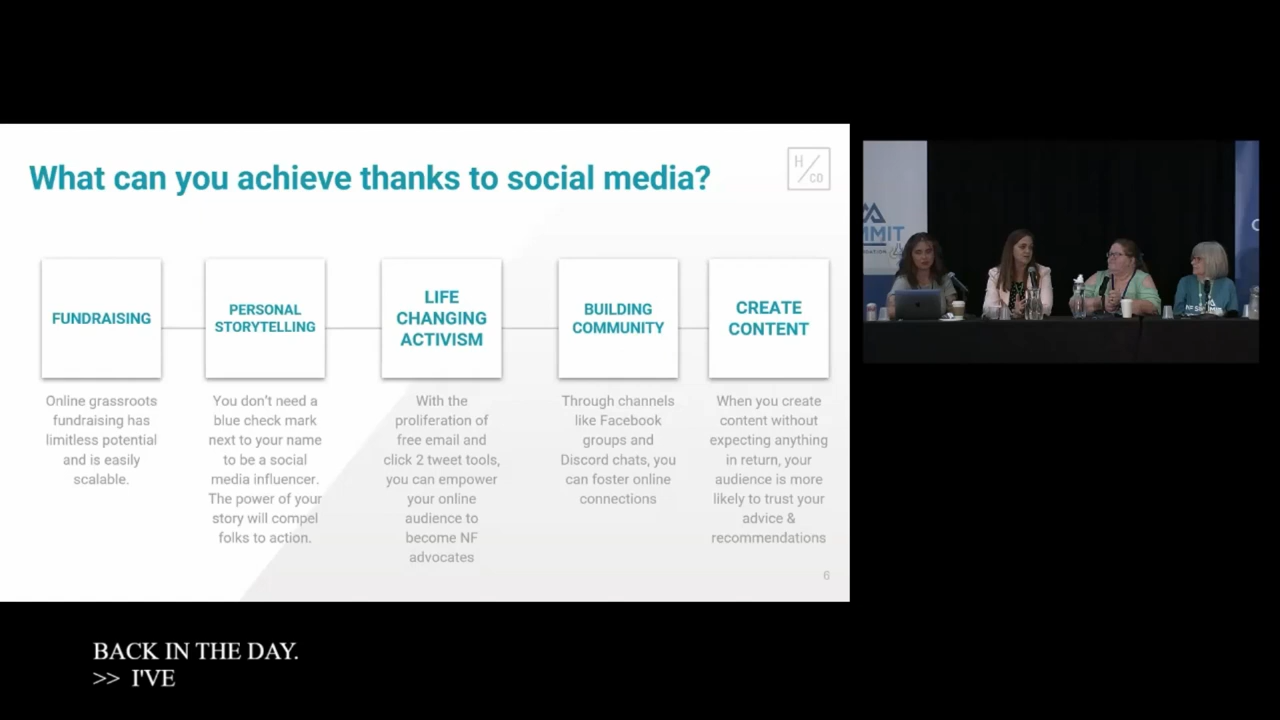 What can you achieve thanks to social media?
H/CO
FUNDRAISING
Online grassroots
fundraising has
limitless potential
and is easily
scalable.
PERSONAL
STORYTELLING
You don't need a
blue check mark
next to your name
to be a social
media influencer.
The power of your
story will compel
folks to action.
LIFE
CHANGING
ACTIVISM
With the
proliferation of
free email and
click 2 tweet tools,
you can empower
your online
audience to
become NF
advocates
BUILDING
COMMUNITY
Through channels
like Facebook
groups and
Discord chats, you
can foster online
connections
CREATE
CONTENT
When you create
content without
expecting anything
in return, your
audience is more
likely to trust your
advice &
recommendations
6
BACK IN THE DAY.
>> I'VE